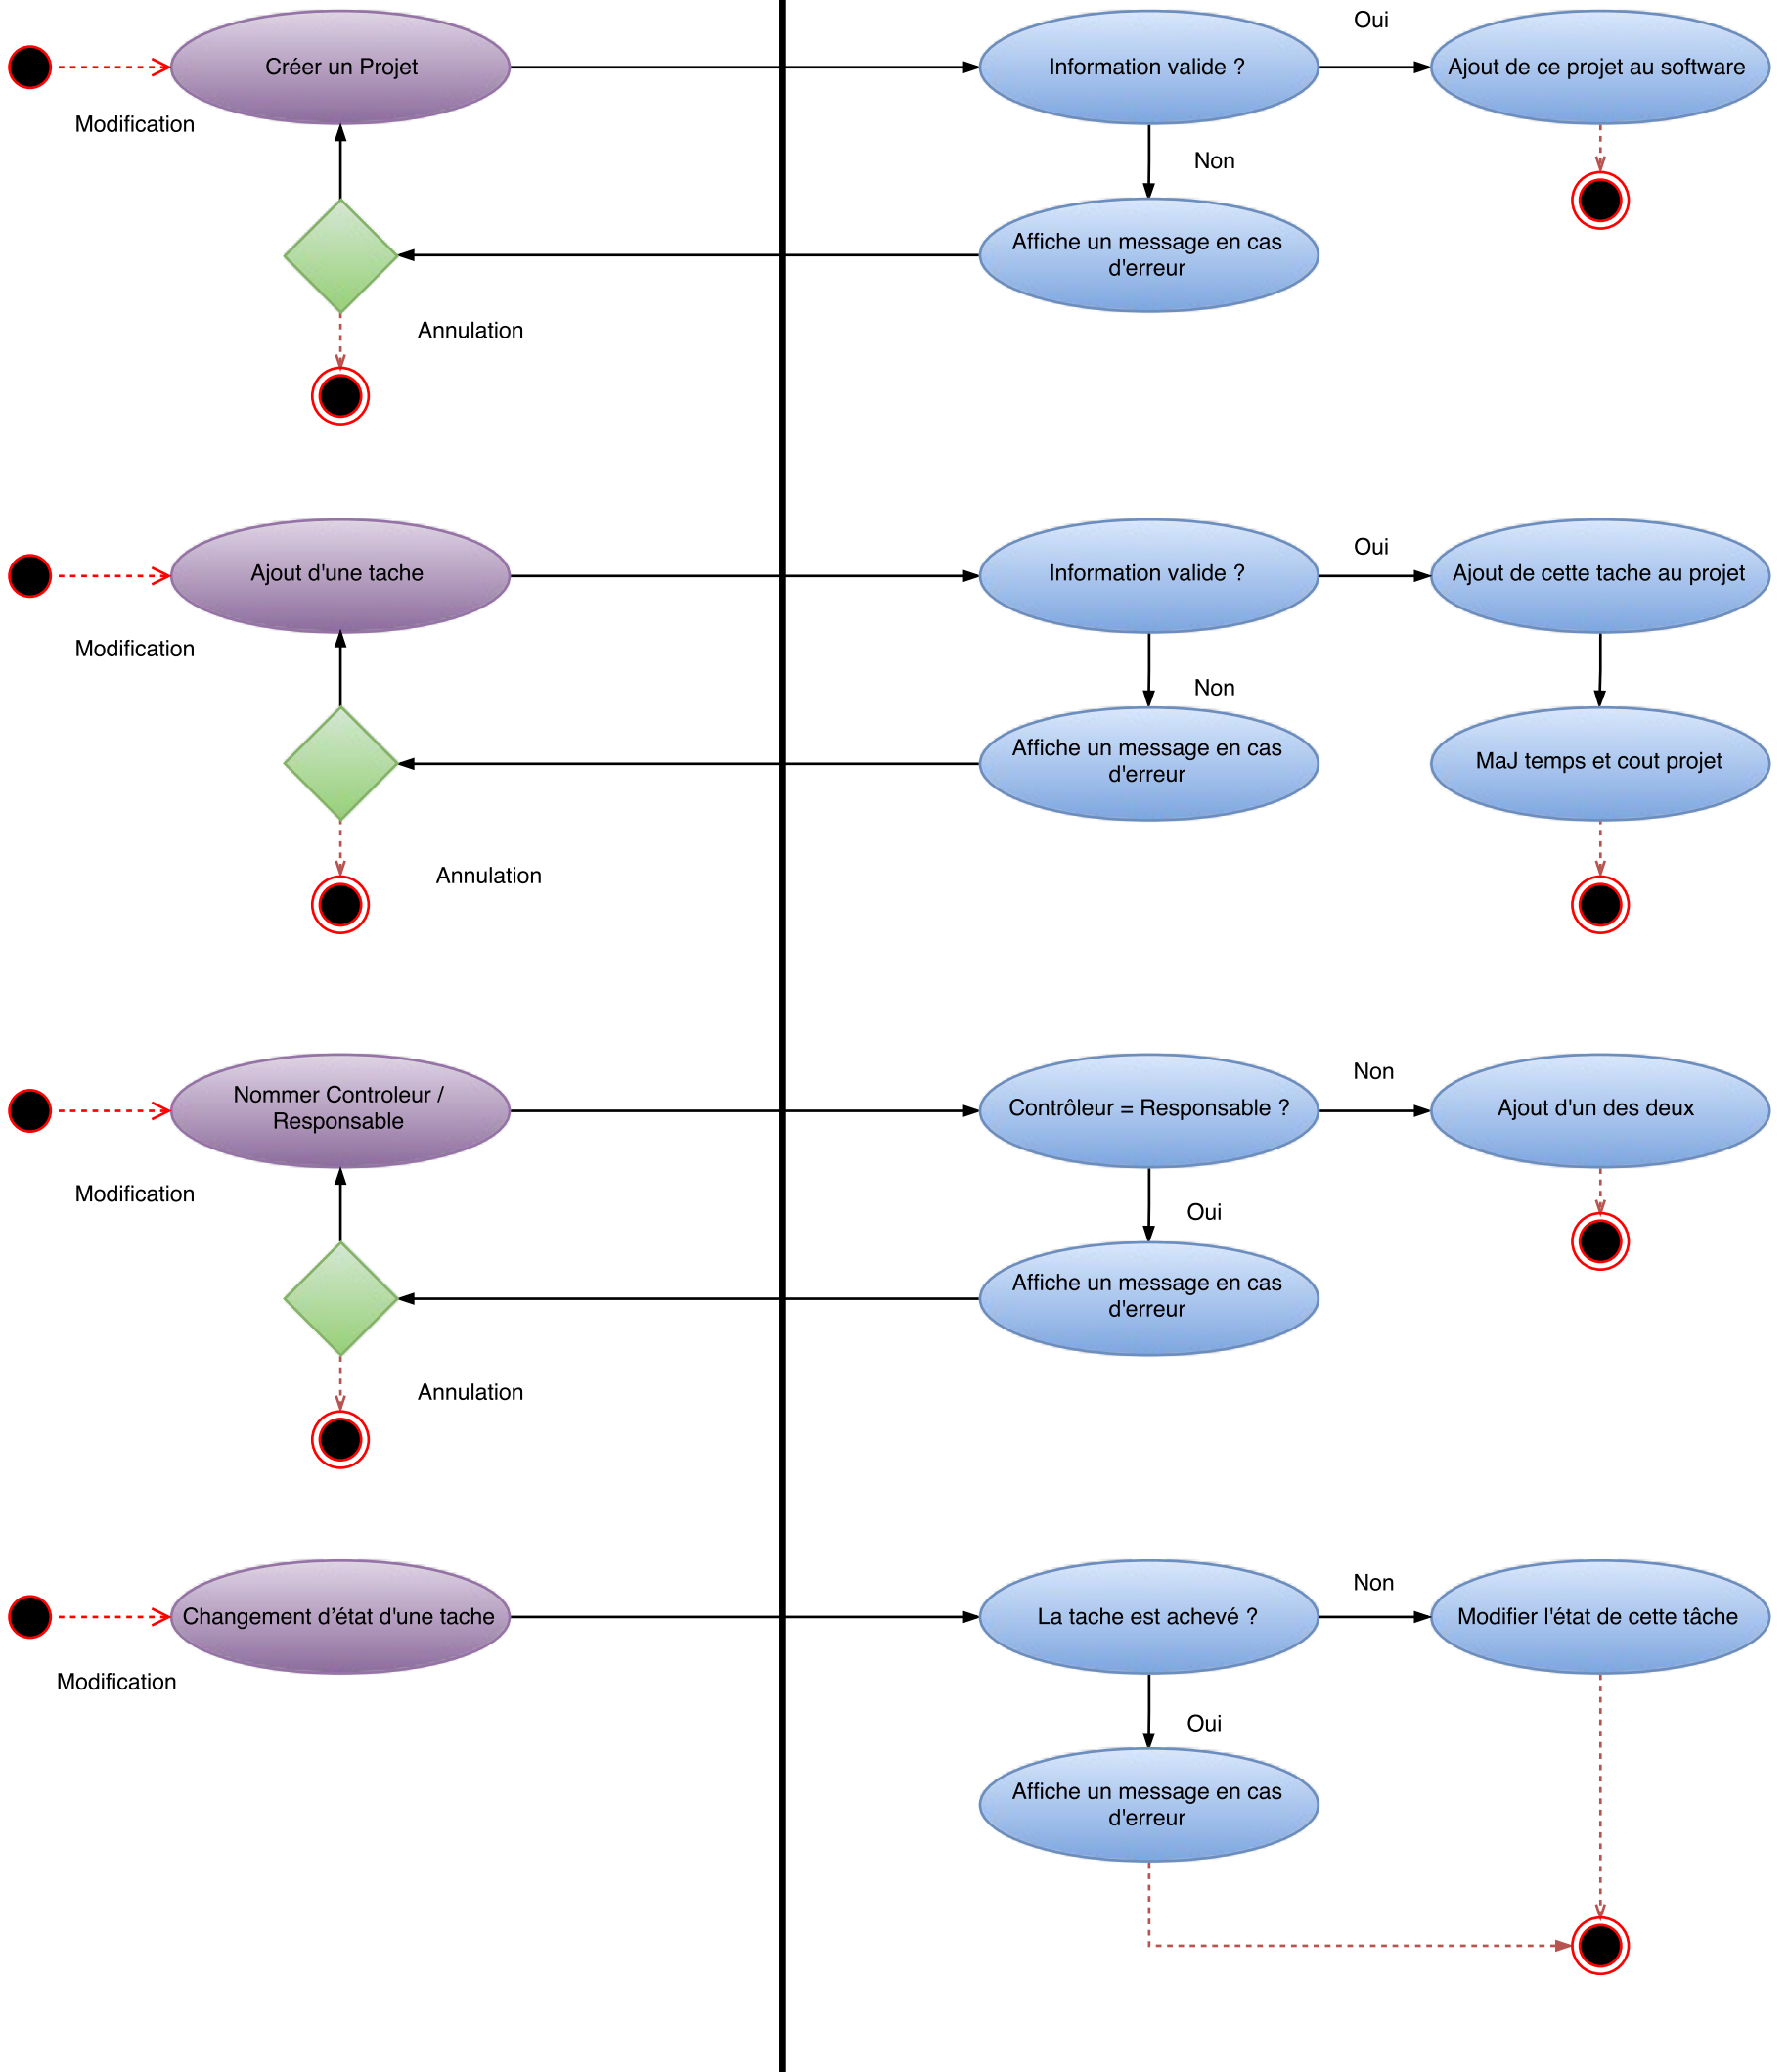 Oui
Créer un Projet
Information valide ?
Ajout de ce projet au software
Modification
Non
Affiche un message en cas
d'erreur
Annulation
Oui
Ajout d'une tache
Information valide ?
Ajout de cette tache au projet
Modification
Non
Affiche un message en cas
d'erreur
MaJ temps et cout projet
Annulation
Non
Nommer Controleur /
Responsable
Contrôleur = Responsable ?
Ajout d'un des deux
Modification
Oui
Affiche un message en cas
d'erreur
Annulation
Non
Changement d’état d'une tache
La tache est achevé ?
Modifier l'état de cette tâche
Modification
Oui
Affiche un message en cas
d'erreur